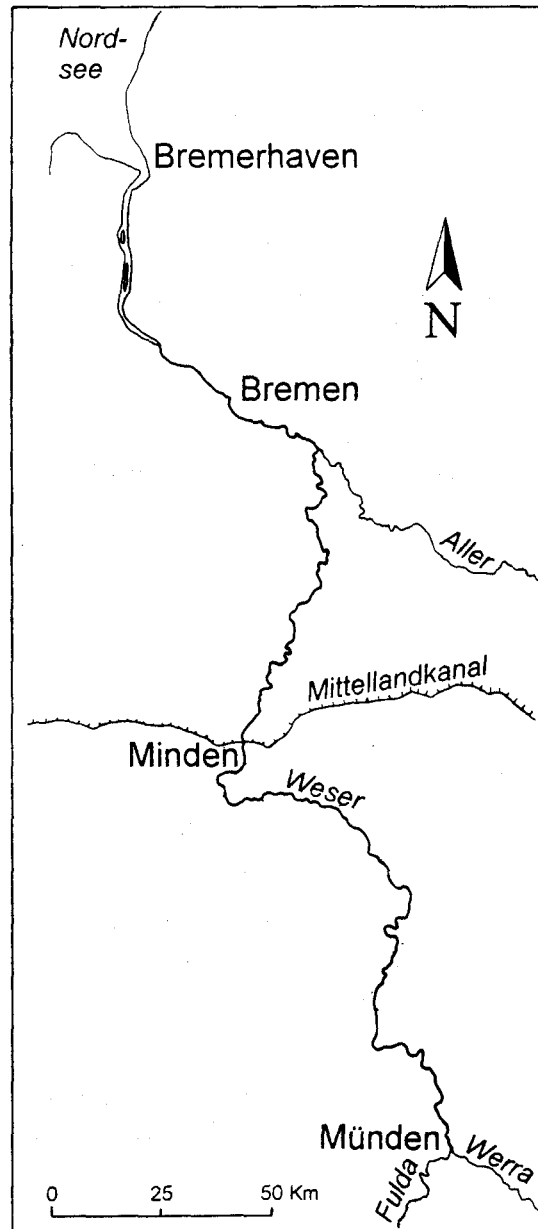 Nord-
see
Bremerhaven
N
Bremen
Aller
Mittellandkanal
Minden
Weser
Münden
Werra
Fulda
0 25 50 Km